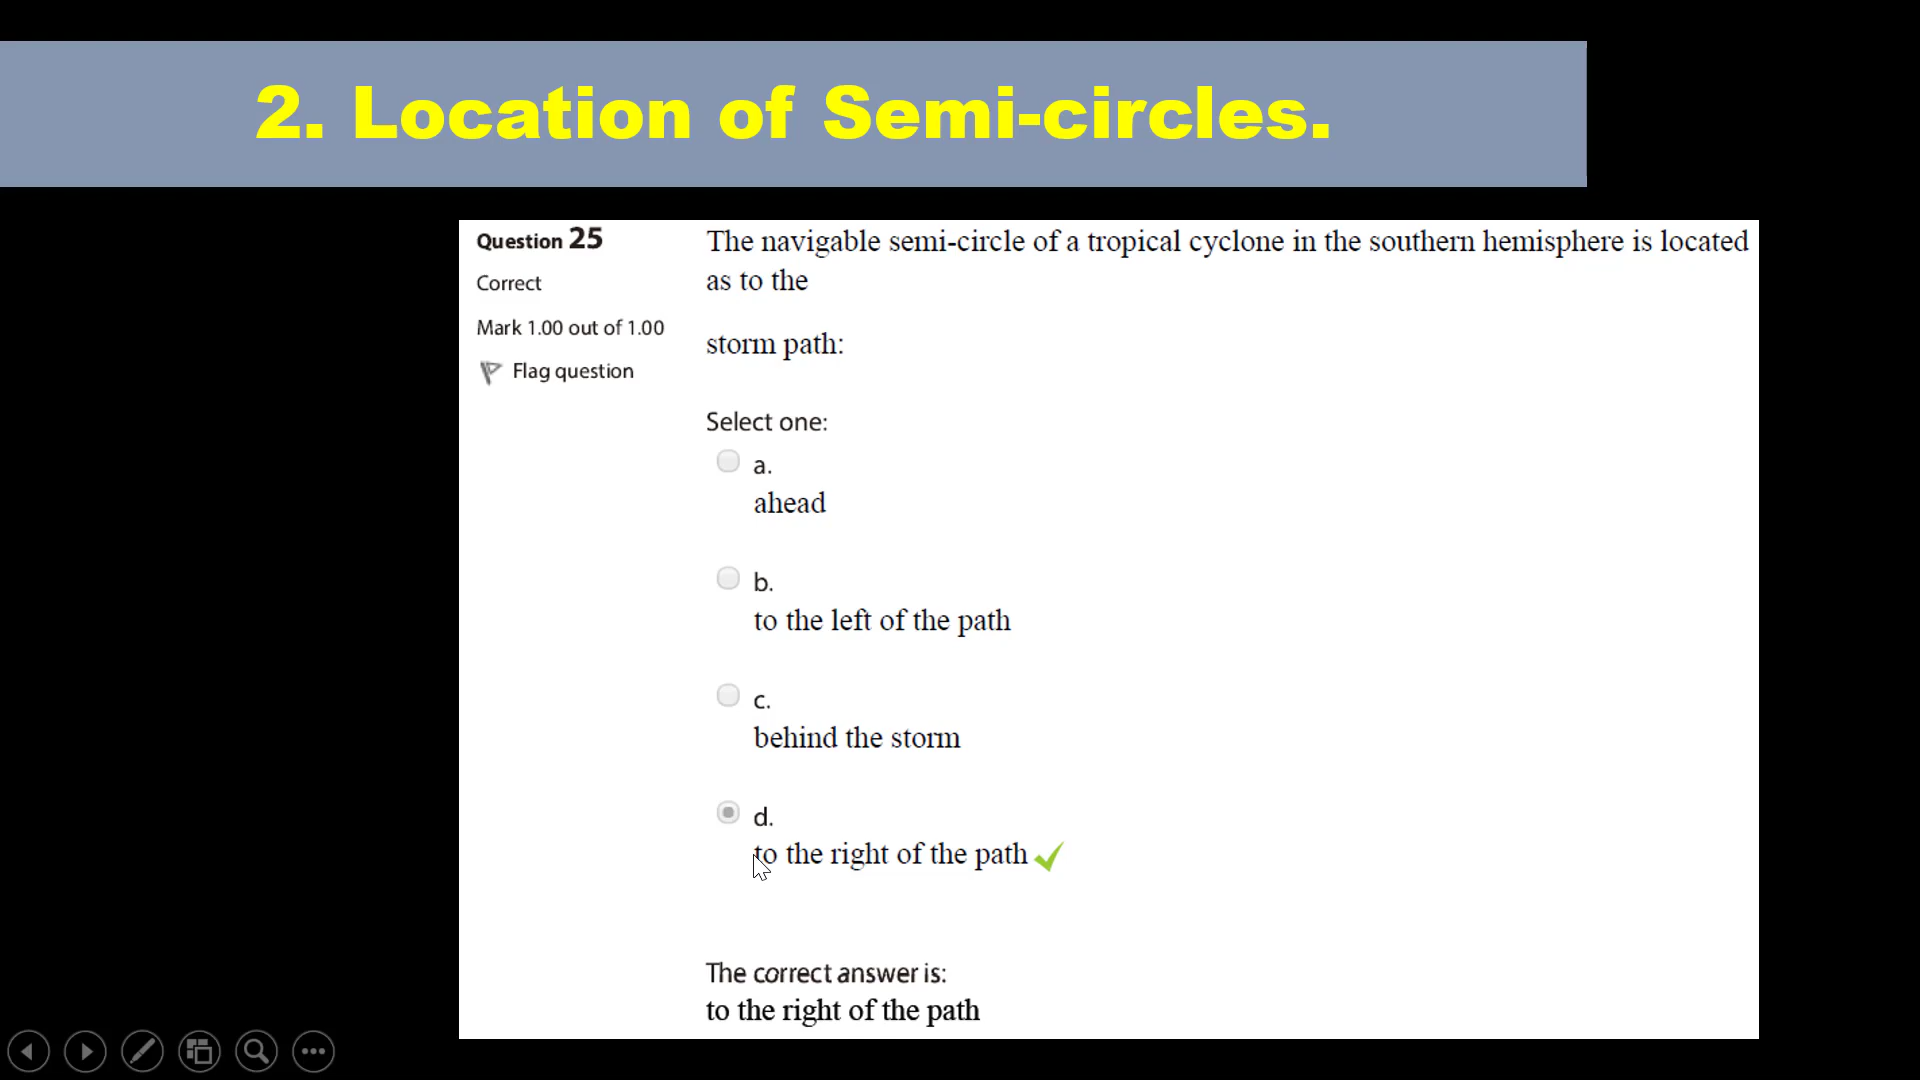 2. Location of Semi-circles.
Question 25
Correct
Mark 1.00 out of 1.00
Flag question
The navigable semi-circle of a tropical cyclone in the southern hemisphere is located
as to the
storm path:
Select one:
a.
ahead
b.
to the left of the path
c.
behind the storm
d.
to the right of the path
The correct answer is:
to the right of the path